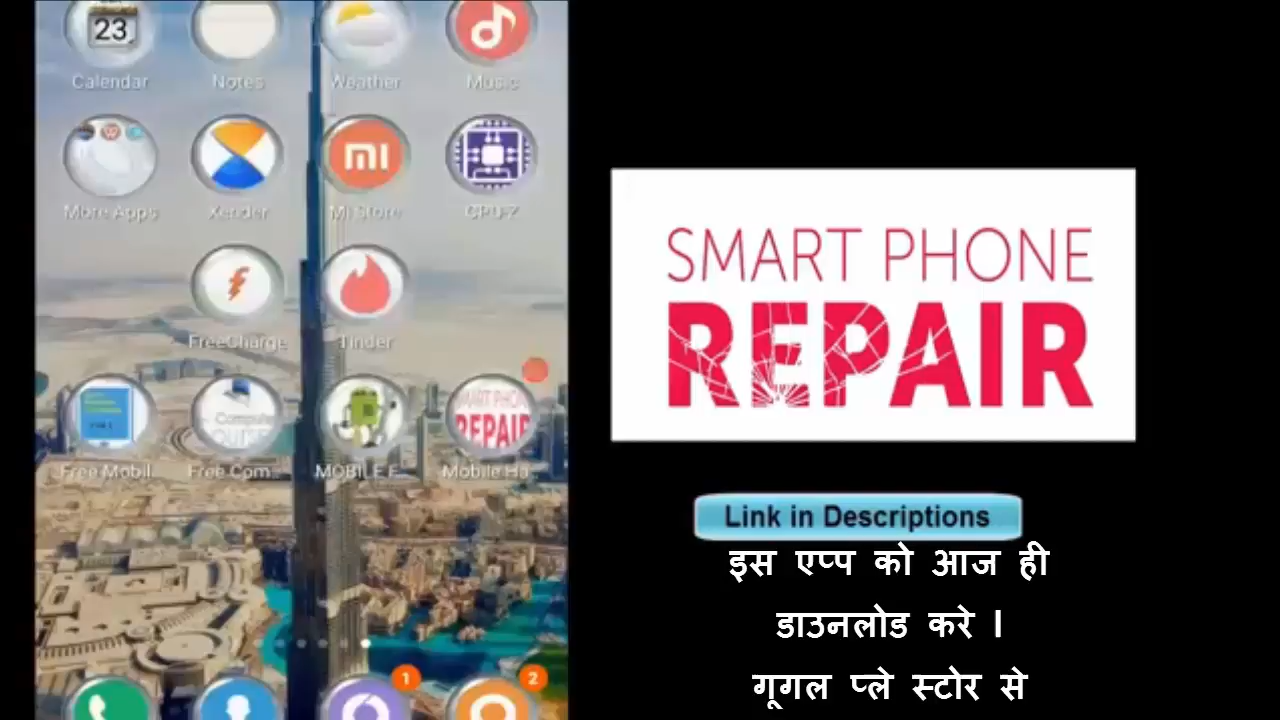 23
Calendar
Notes
Weather
Music
mi
More Apps
Xender
Mi Store
CPU-Z
FreeCharge
Tinder
SMART PHONE
REPAIR
SMART PHON
REPAIR
Free Mobil..
Free Com..
MOBILE F..
Mobile Ha..
Link in Descriptions
इस एप्प को आज ही
डाउनलोड करे ।
गूगल प्ले स्टोर से
1
2